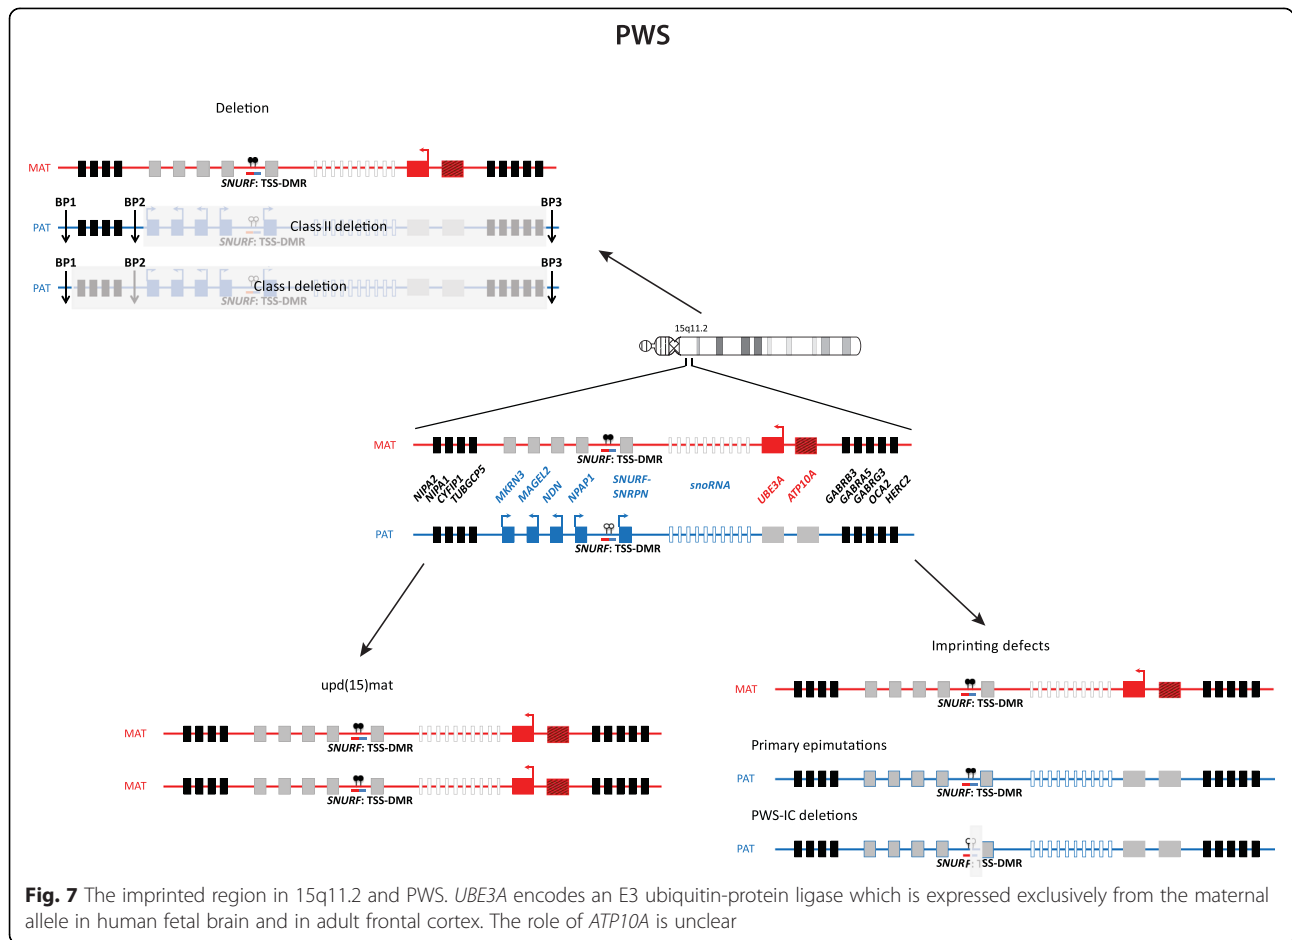 PWS
Deletion
MAT
SNURF: TSS-DMR
BP1 BP2 BP3
PAT
Class II deletion
SNURF: TSS-DMR
BP1 BP2 BP3
PAT
Class I deletion
SNURF: TSS-DMR
15q11.2
MAT
SNURF: TSS-DMR
NIPA2 NIPA1 CYFIP1 TUBGCP5 MKRN3 MAGEL2 NDN NPAP1 SNURF-SNRPN snoRNA UBE3A ATP10A GABRB3 GABRA5 GABRG3 OCA2 HERC2
PAT
SNURF: TSS-DMR
upd(15)mat
MAT
SNURF: TSS-DMR
MAT
SNURF: TSS-DMR
Imprinting defects
MAT
SNURF: TSS-DMR
Primary epimutations
PAT
SNURF: TSS-DMR
PWS-IC deletions
PAT
SNURF: TSS-DMR
Fig. 7 The imprinted region in 15q11.2 and PWS. UBE3A encodes an E3 ubiquitin-protein ligase which is expressed exclusively from the maternal
allele in human fetal brain and in adult frontal cortex. The role of ATP10A is unclear